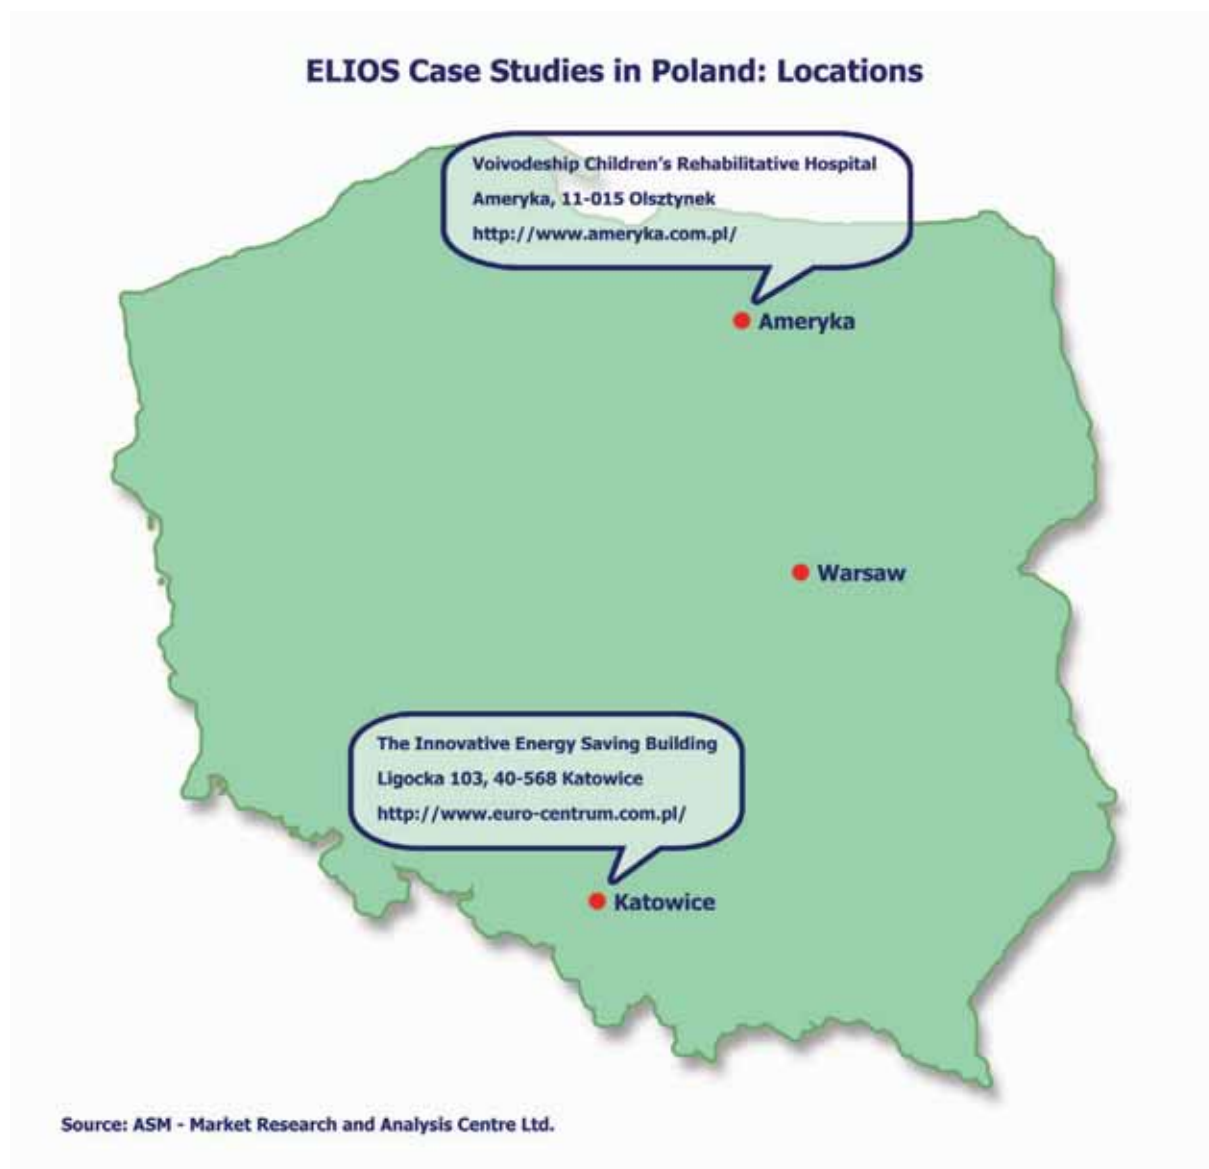 ELIOS Case Studies in Poland: Locations
Voivodeship Children's Rehabilitative Hospital
Ameryka, 11-015 Olsztynek
http://www.ameryka.com.pl/
Ameryka
Warsaw
The Innovative Energy Saving Building
Ligocka 103, 40-568 Katowice
http://www.euro-centrum.com.pl/
Katowice
Source: ASM - Market Research and Analysis Centre Ltd.